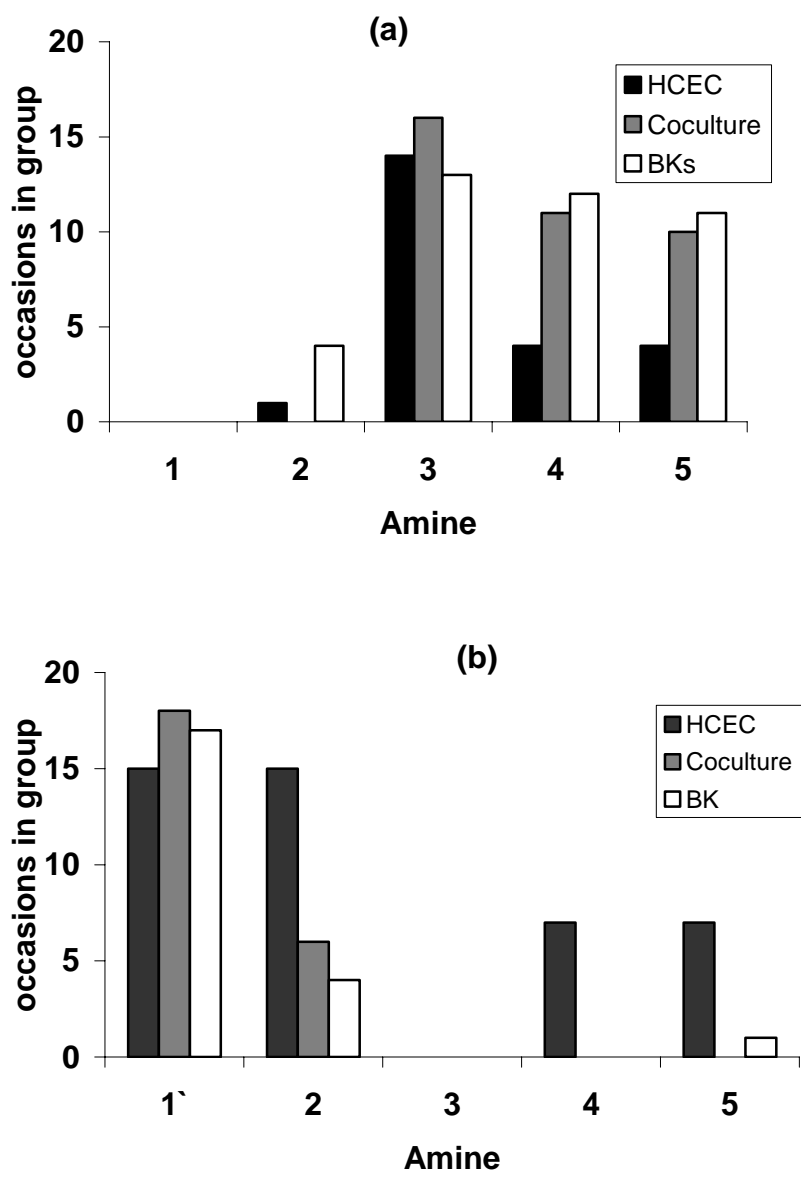 (a)
20
15
10
5
0
occasions in group
HCEC
Coculture
BKs
1 2 3 4 5
Amine
(b)
20
15
10
5
0
occasions in group
HCEC
Coculture
BK
1` 2 3 4 5
Amine